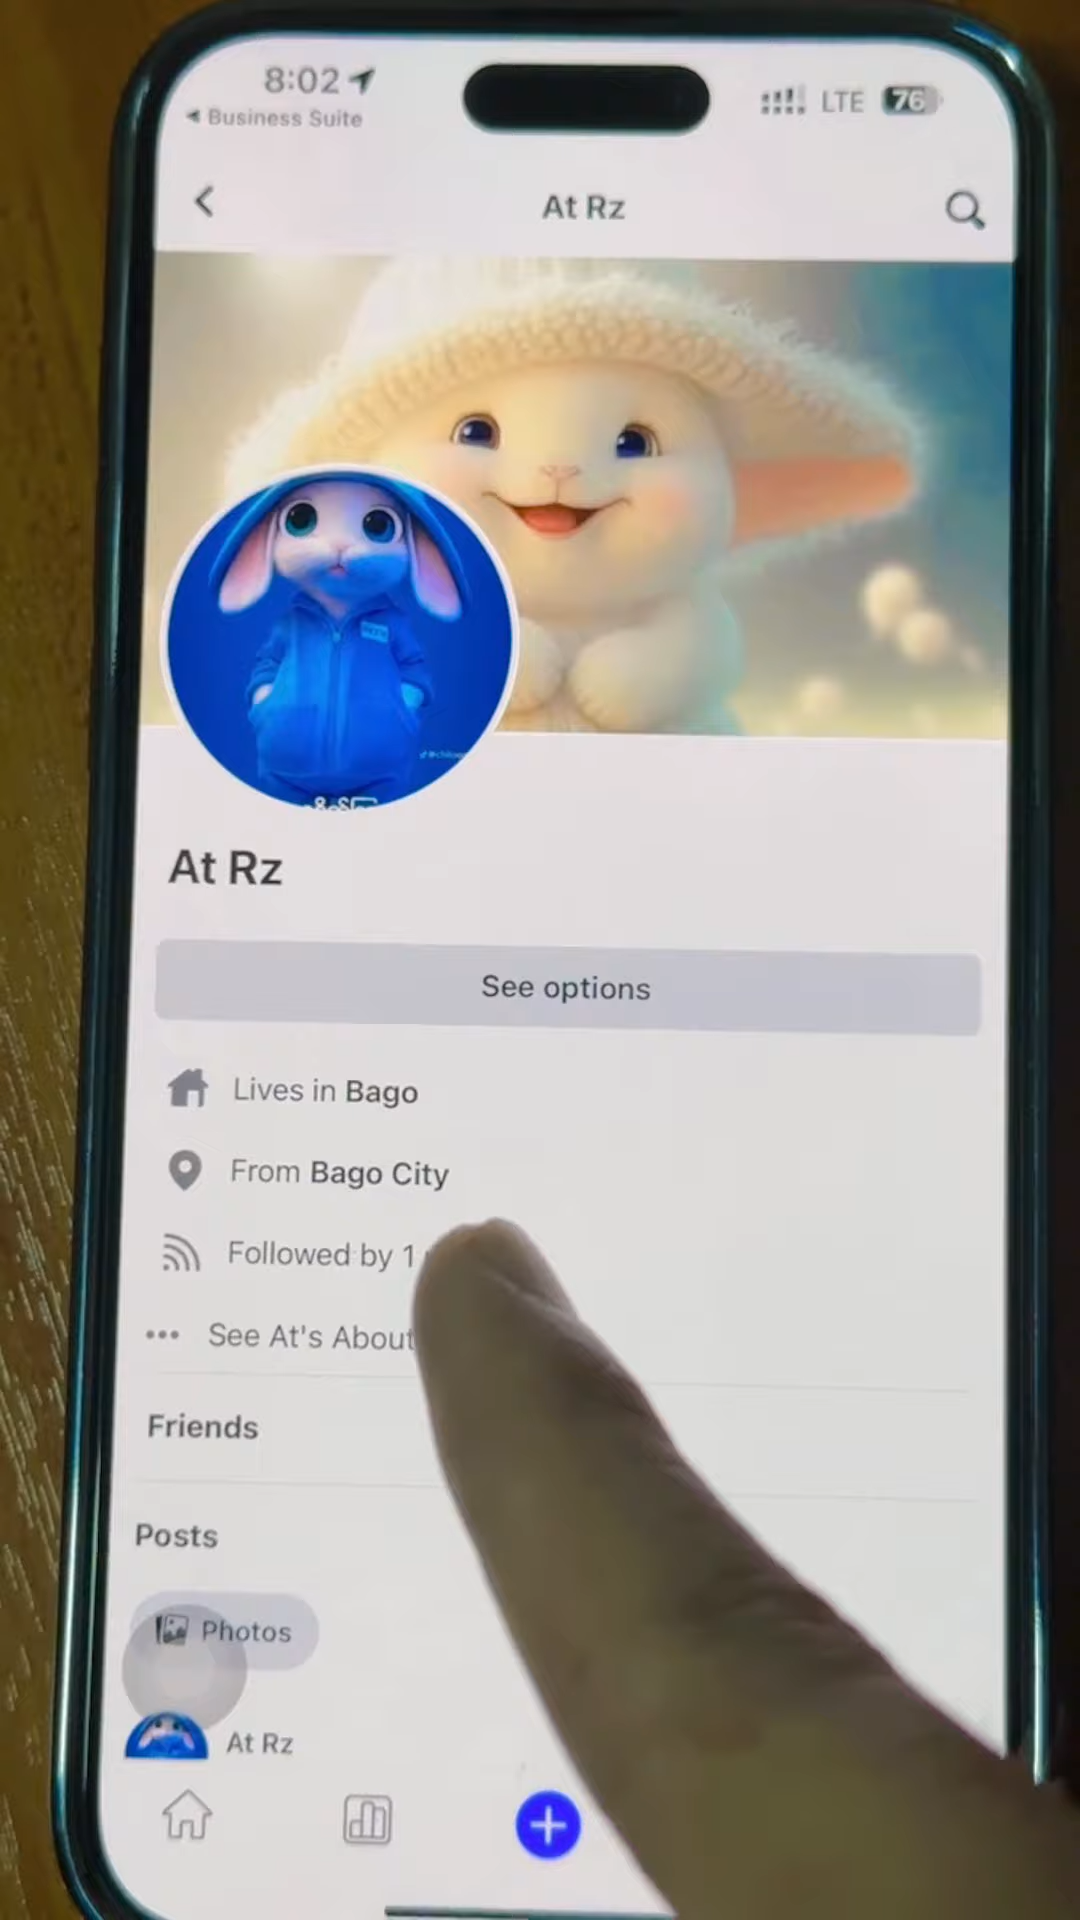 8:02
LTE
76
Business Suite
At Rz
At Rz
See options
Lives in Bago
From Bago City
Followed by 1
See At's About
Friends
Posts
Photos
At Rz